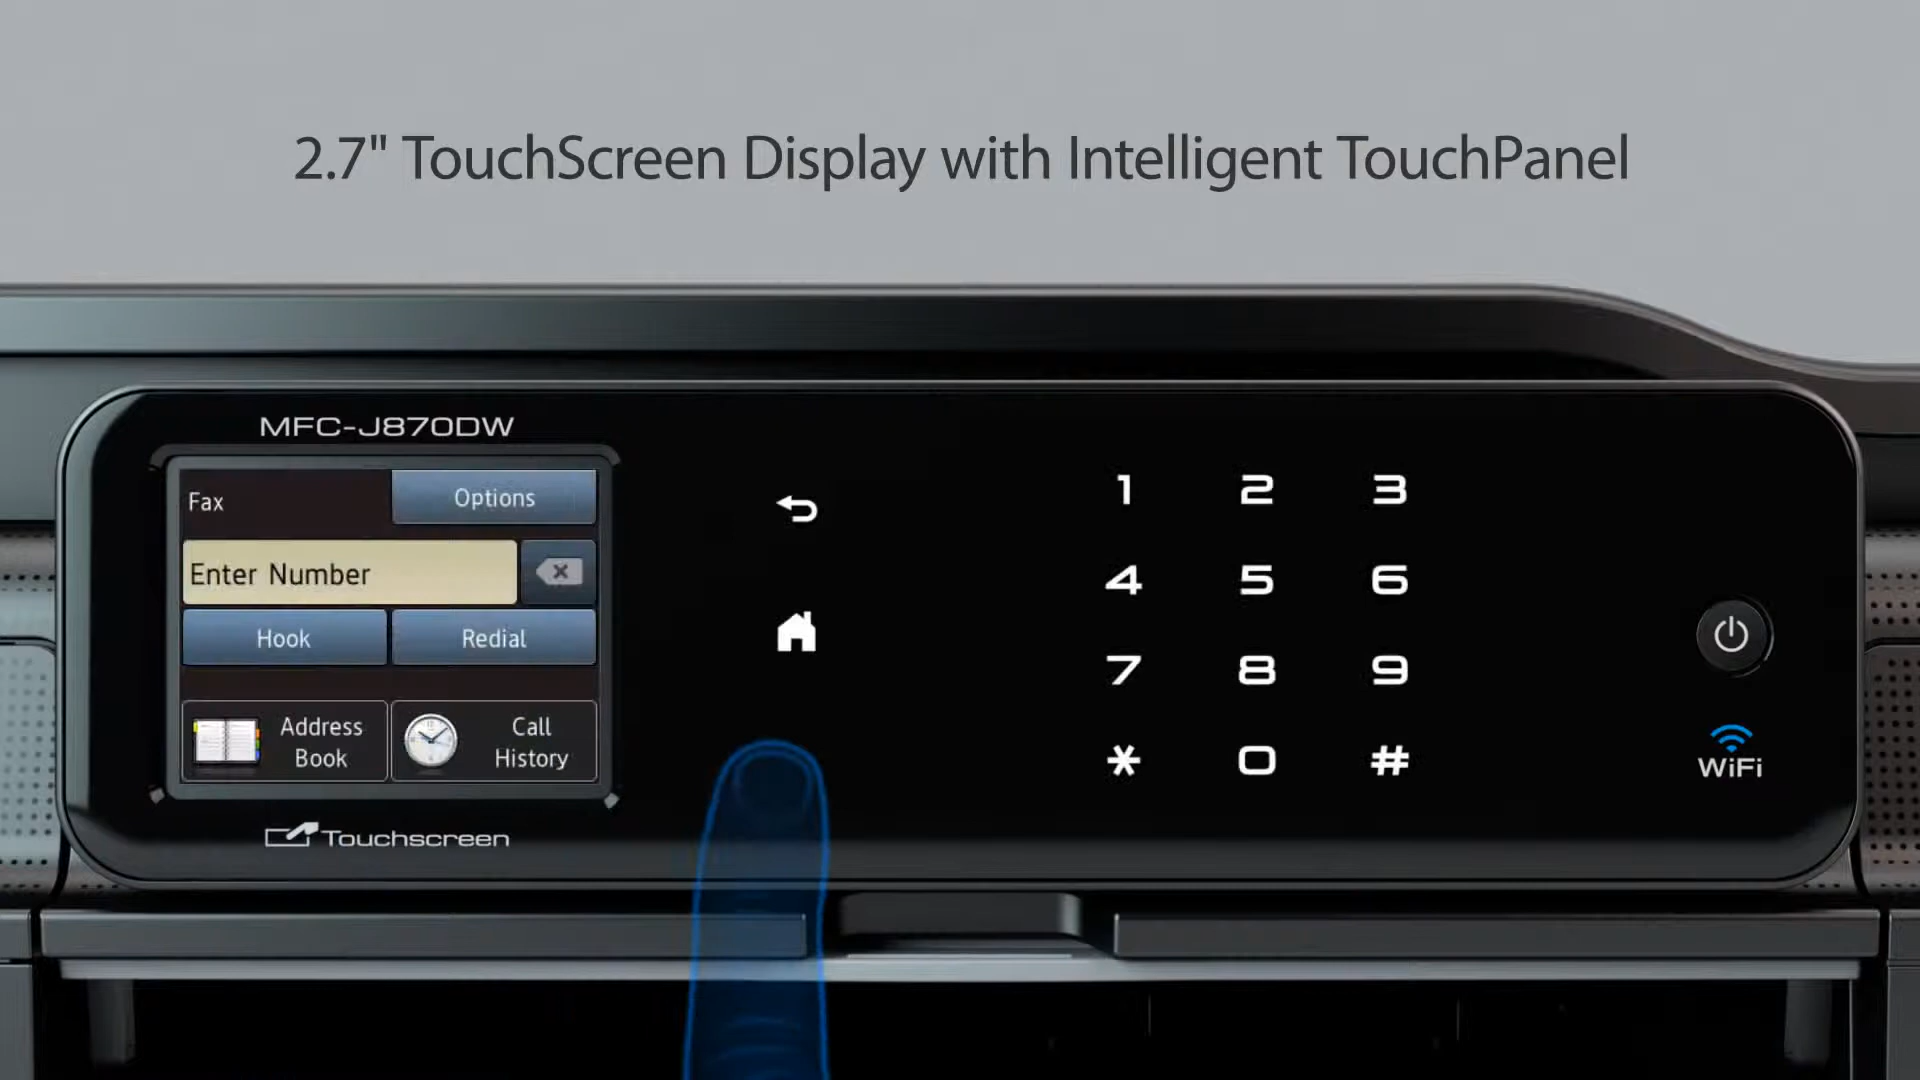 2.7" TouchScreen Display with Intelligent TouchPanel
MFC-J870DW
Fax
Options
Enter Number
Hook
Redial
Address
Book
Call
History
Touchscreen
1 2 3
4 5 6
7 8 9
* 0 #
WiFi